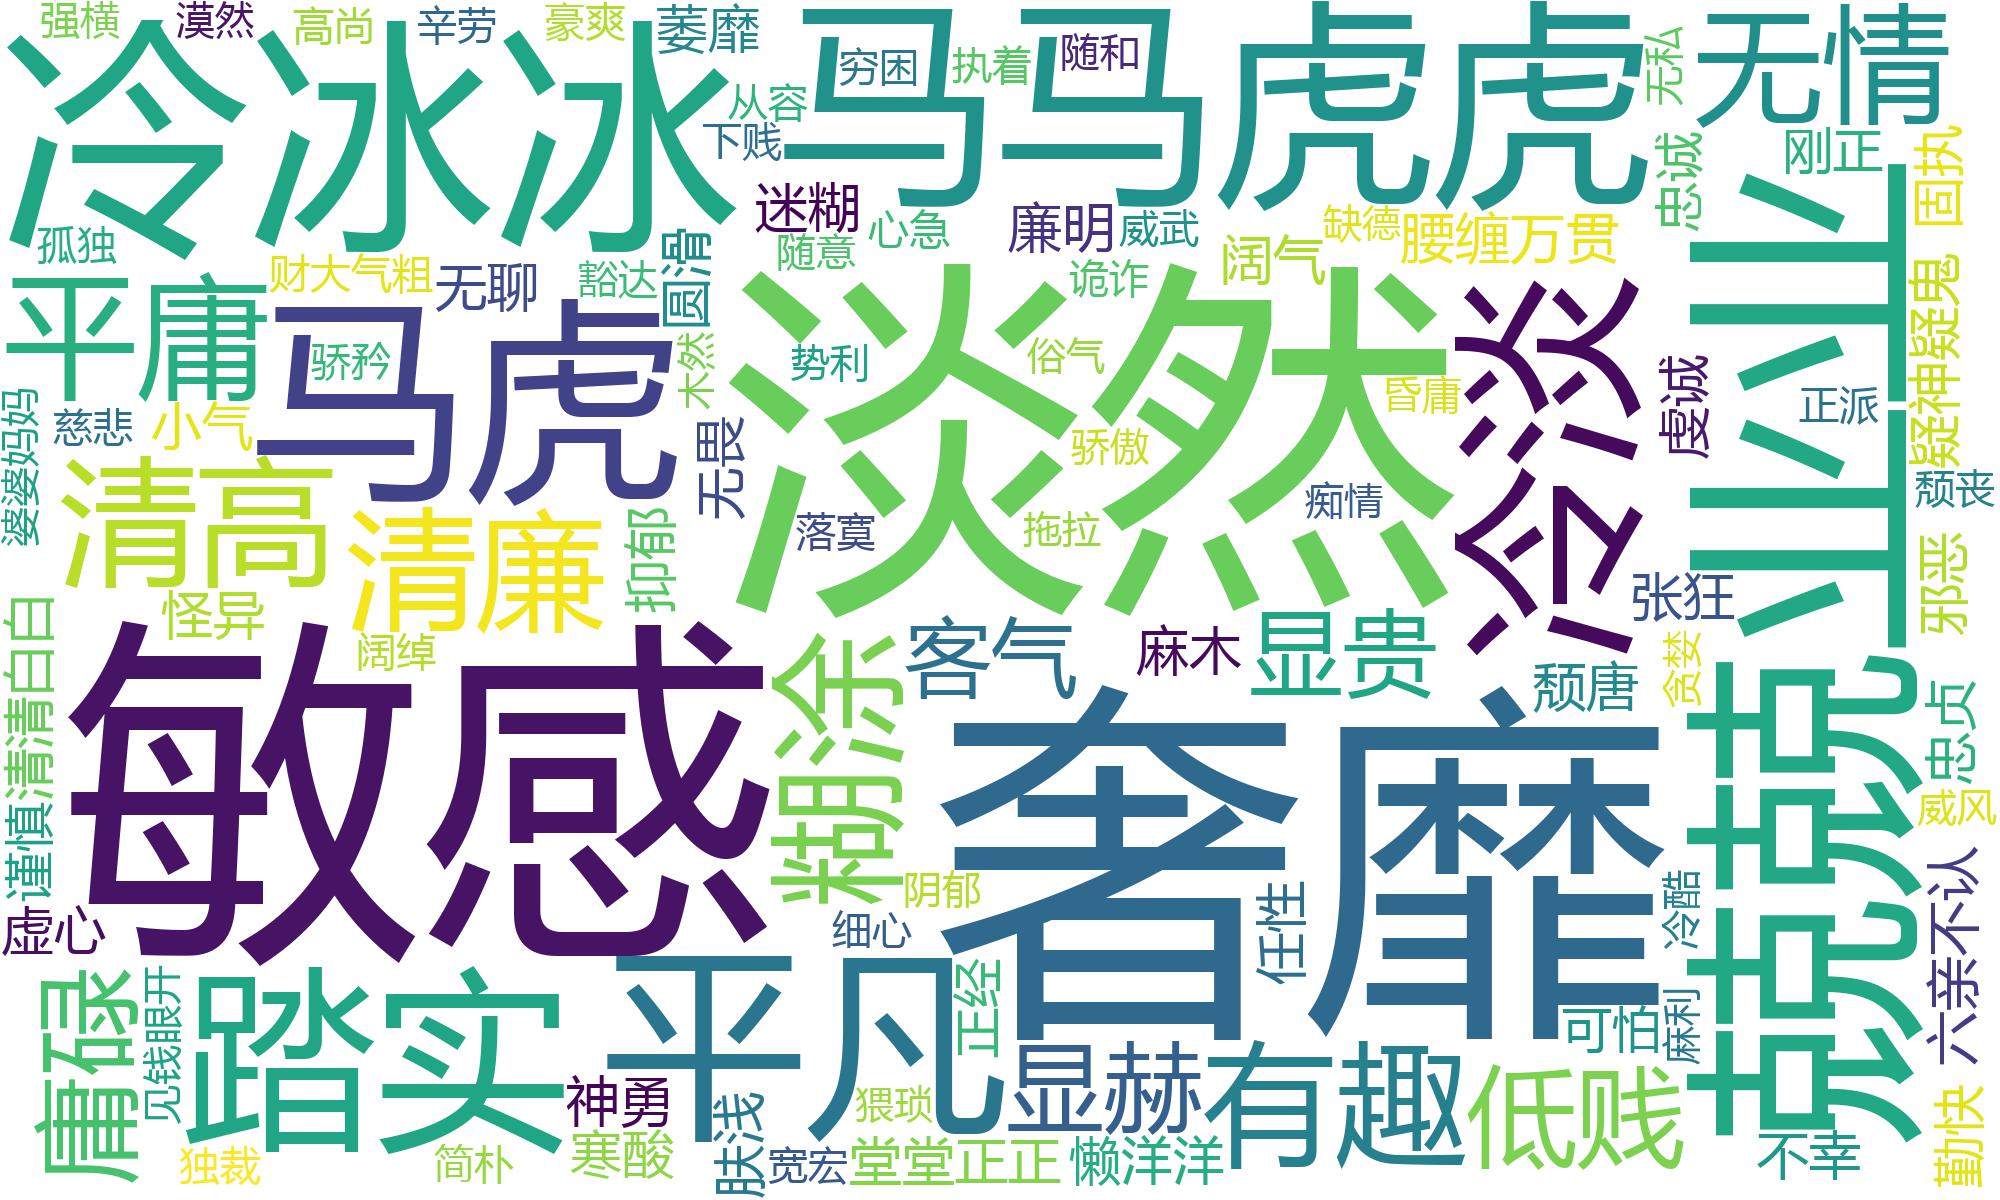 强横
漠然
高尚
辛劳
豪爽
萎靡
冷冰冰
马马虎虎
穷困
执着
随和
无私
无情
从容
下贱
忠诚
刚正
固执
迷糊
心急
廉明
威武
缺德
腰缠万贯
孤独
财大气粗
无聊
豁达
圆滑
随意
诡诈
阔气
平庸
马虎
骄矜
木然
势利
淡然
俗气
昏庸
冷淡
虔诚
业业
正派
疑神疑鬼
婆婆妈妈
慈悲
小气
无畏
骄傲
清高
清廉
抑郁
落寞
拖拉
痴情
颓丧
邪恶
怪异
阔绰
张狂
清清白白
敏感
糊涂
客气
麻木
显贵
颓唐
贪婪
兢兢
忠贞
威风
谨慎
虚心
奢靡
阴郁
细心
任性
冷酷
六亲不认
庸碌
见钱眼开
踏实
平凡
正经
可怕
麻利
神勇
猥琐
显赫
有趣
低贱
勤快
独裁
简朴
寒酸
肤浅
宽宏
堂堂正正
懒洋洋
不幸